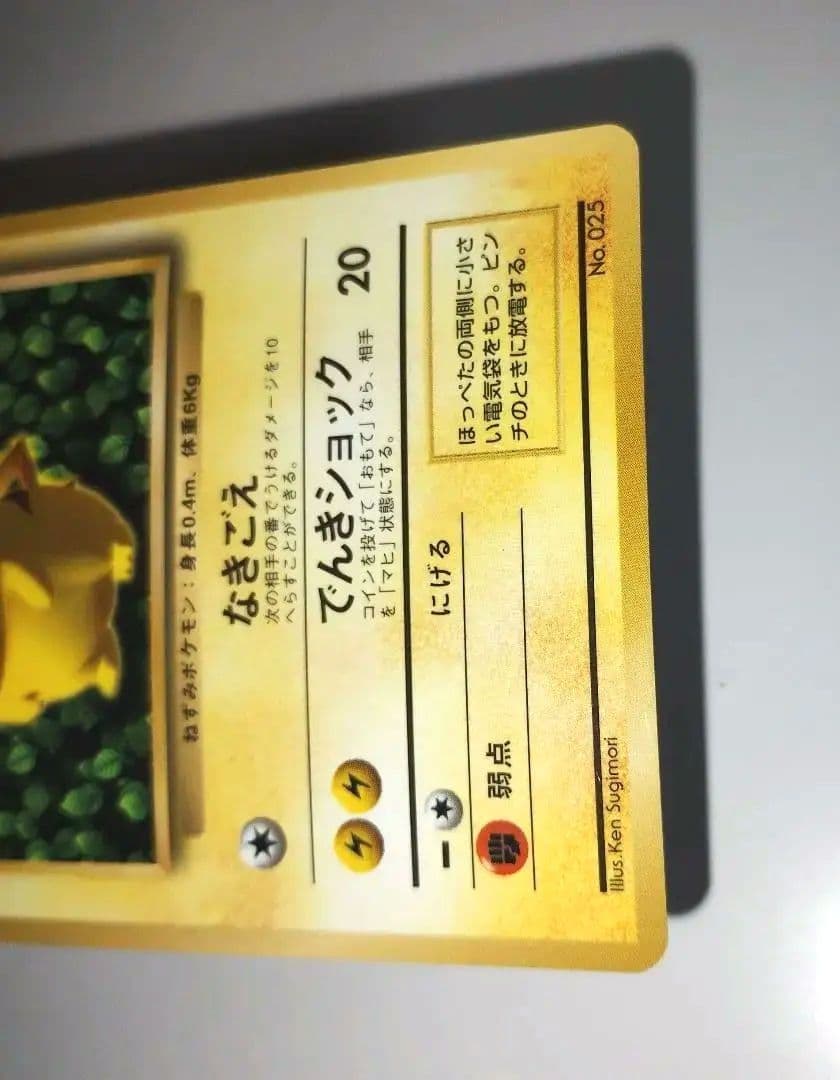 ねずみポケモン：身長0.4m、体重6Kg
なきごえ
次の相手の番でうけるダメージを10
へらすことができる。
でんきショック 20
コインを投げて「おもて」なら、相手
を「マヒ」状態にする。
にげる
弱点
ほっぺたの両側に小さ
い電気袋をもつ。ピン
チのときに放電する。
Illus.Ken Sugimori No. 025